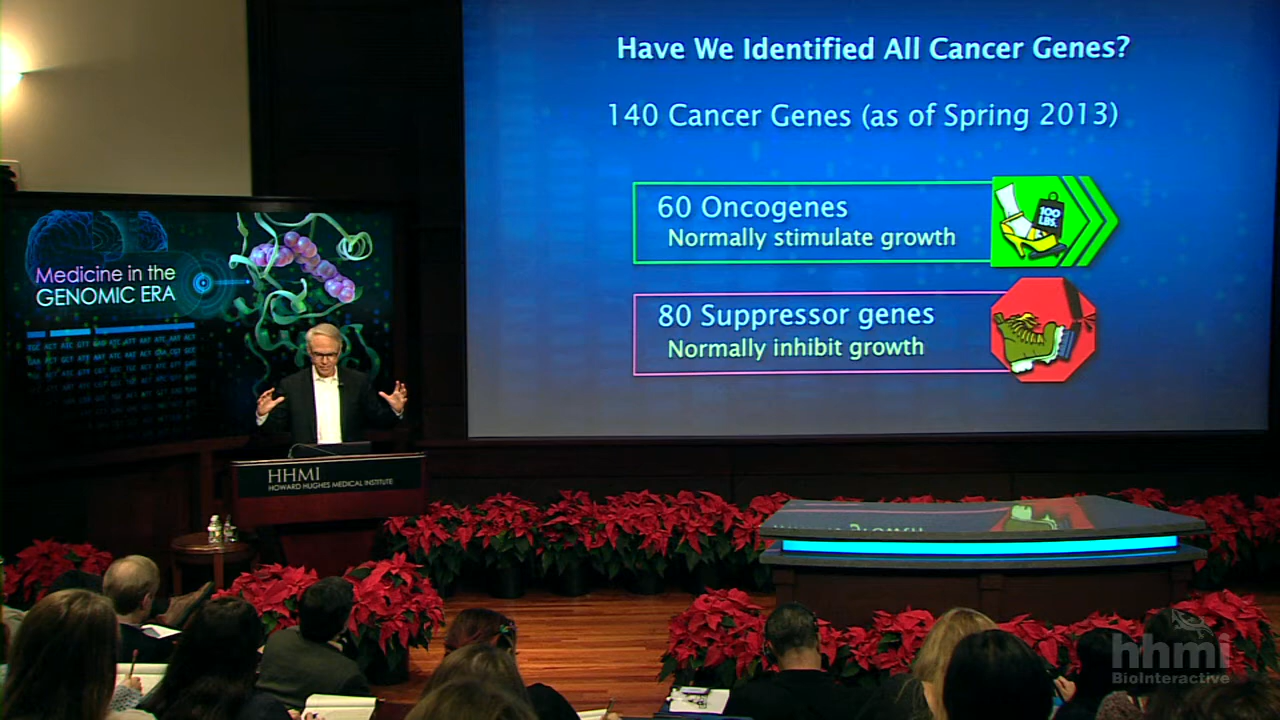 Have We Identified All Cancer Genes?
140 Cancer Genes (as of Spring 2013)
60 Oncogenes
Normally stimulate growth
100
LBS.
80 Suppressor genes
Normally inhibit growth
Medicine in the
GENOMIC ERA
HHMI
HOWARD HUGHES MEDICAL INSTITUTE
hhmi
BioInteractive